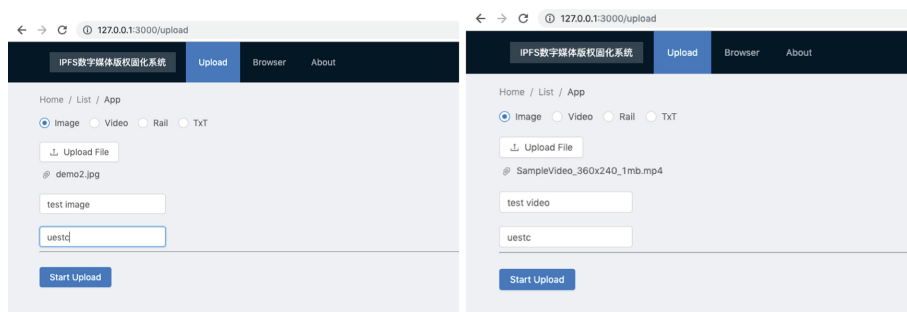 127.0.0.1:3000/upload
IPFS数字媒体版权固化系统 Upload Browser About
Home / List / App
Image Video Rail TxT
Upload File
demo2.jpg
test image
uestc
Start Upload
127.0.0.1:3000/upload
IPFS数字媒体版权固化系统 Upload Browser About
Home / List / App
Image Video Rail TxT
Upload File
SampleVideo_360x240_1mb.mp4
test video
uestc
Start Upload